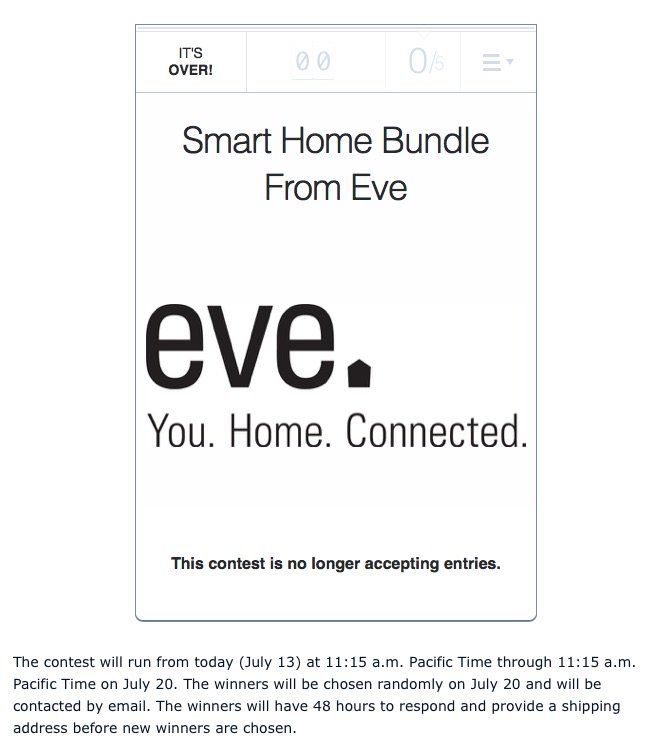 IT'S
OVER!
00
0/5
Smart Home Bundle
From Eve
eve.
You. Home. Connected.
This contest is no longer accepting entries.
The contest will run from today (July 13) at 11:15 a.m. Pacific Time through 11:15 a.m.
Pacific Time on July 20. The winners will be chosen randomly on July 20 and will be
contacted by email. The winners will have 48 hours to respond and provide a shipping
address before new winners are chosen.